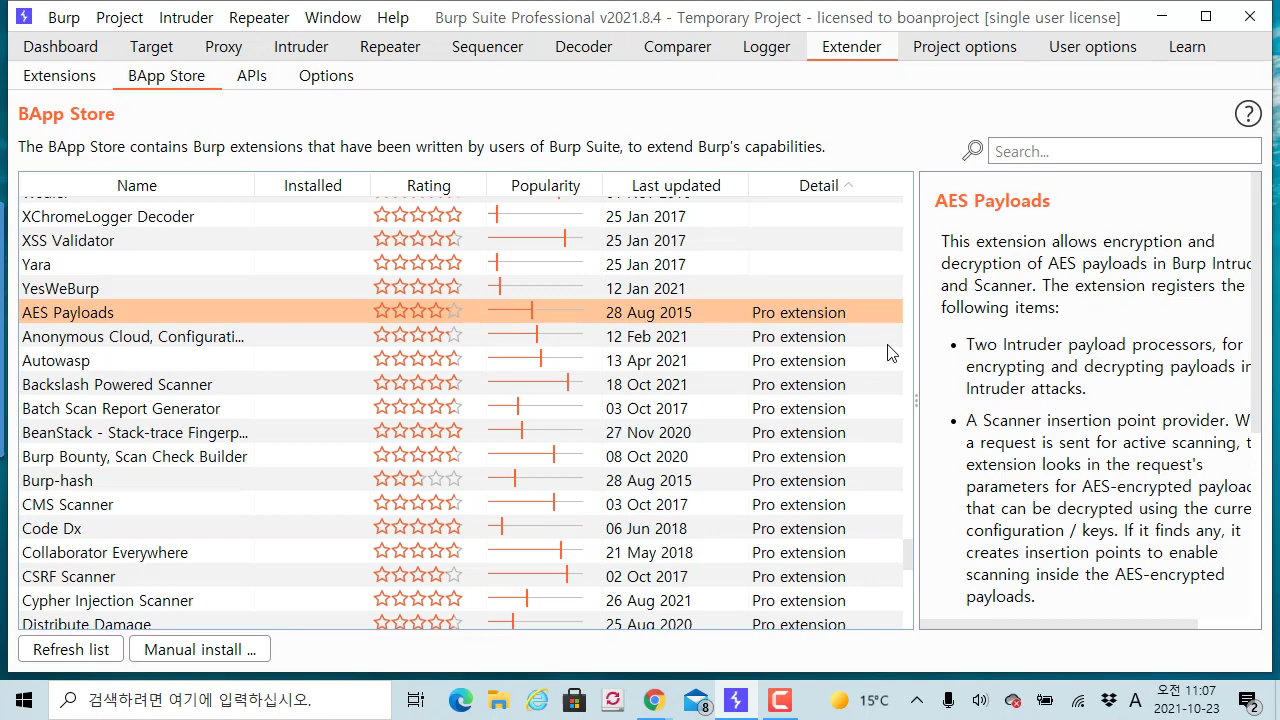 Burp Project Intruder Repeater Window Help Burp Suite Professional v2021.8.4 - Temporary Project - licensed to boanproject [single user license]
Dashboard Target Proxy Intruder Repeater Sequencer Decoder Comparer Logger Extender Project options User options Learn
Extensions BApp Store APIs Options
BApp Store
The BApp Store contains Burp extensions that have been written by users of Burp Suite, to extend Burp's capabilities.
Search...
Name Installed Rating Popularity Last updated Detail
XChromeLogger Decoder 25 Jan 2017
XSS Validator 25 Jan 2017
Yara 25 Jan 2017
YesWeBurp 12 Jan 2021
AES Payloads 28 Aug 2015 Pro extension
Anonymous Cloud, Configurati... 12 Feb 2021 Pro extension
Autowasp 13 Apr 2021 Pro extension
Backslash Powered Scanner 18 Oct 2021 Pro extension
Batch Scan Report Generator 03 Oct 2017 Pro extension
BeanStack - Stack-trace Fingerp... 27 Nov 2020 Pro extension
Burp Bounty, Scan Check Builder 08 Oct 2020 Pro extension
Burp-hash 28 Aug 2015 Pro extension
CMS Scanner 03 Oct 2017 Pro extension
Code Dx 06 Jun 2018 Pro extension
Collaborator Everywhere 21 May 2018 Pro extension
CSRF Scanner 02 Oct 2017 Pro extension
Cypher Injection Scanner 26 Aug 2021 Pro extension
Distribute Damage 25 Aug 2020 Pro extension
AES Payloads
This extension allows encryption and
decryption of AES payloads in Burp Intruc
and Scanner. The extension registers the
following items:
• Two Intruder payload processors, for
encrypting and decrypting payloads ir
Intruder attacks.
• A Scanner insertion point provider. W
a request is sent for active scanning, t
extension looks in the request's
parameters for AES-encrypted payloac
that can be decrypted using the curre
configuration / keys. If it finds any, it
creates insertion points to enable
scanning inside the AES-encrypted
payloads.
Refresh list Manual install ...
검색하려면 여기에 입력하십시오. 8 15°C A 오전 11:07 2
2021-10-23